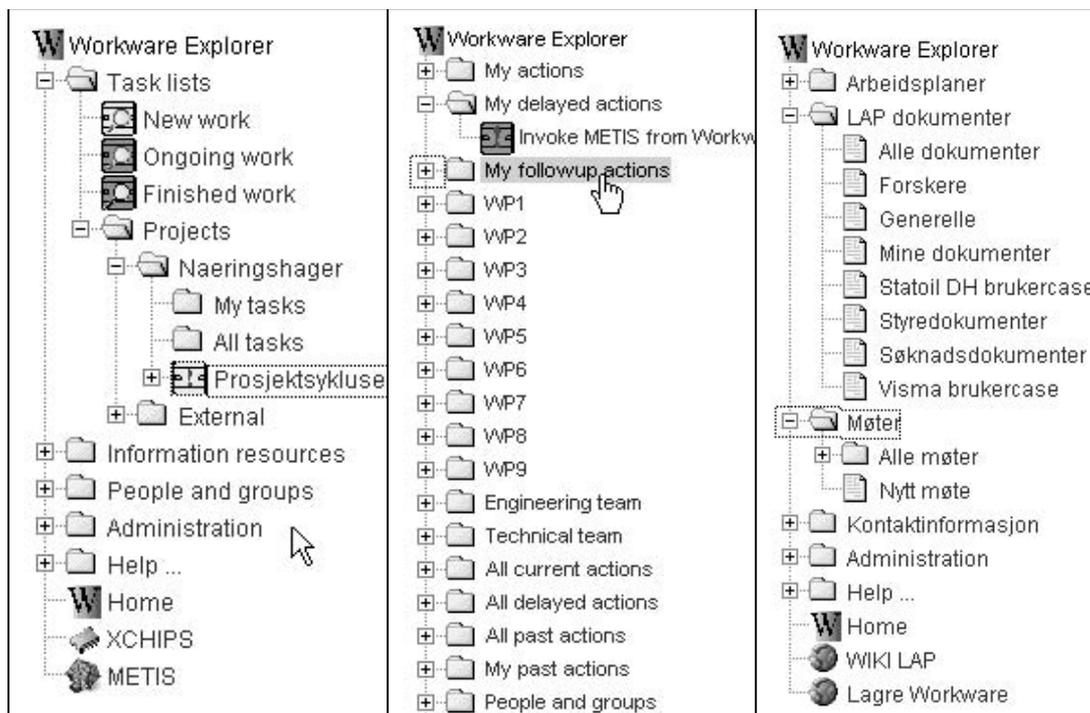 Workware Explorer
Task lists
New work
Ongoing work
Finished work
Projects
Naeringshager
My tasks
All tasks
Prosjektsykluse
External
Information resources
People and groups
Administration
Help ...
Home
XCHIPS
METIS
Workware Explorer
My actions
My delayed actions
Invoke METIS from Workw
My followup actions
WP1
WP2
WP3
WP4
WP5
WP6
WP7
WP8
WP9
Engineering team
Technical team
All current actions
All delayed actions
All past actions
My past actions
People and groups
Workware Explorer
Arbeidsplaner
LAP dokumenter
Alle dokumenter
Forskere
Generelle
Mine dokumenter
Statoil DH brukercase
Styredokumenter
Søknadsdokumenter
Visma brukercase
Møter
Alle møter
Nytt møte
Kontaktinformasjon
Administration
Help ...
Home
WIKI LAP
Lagre Workware